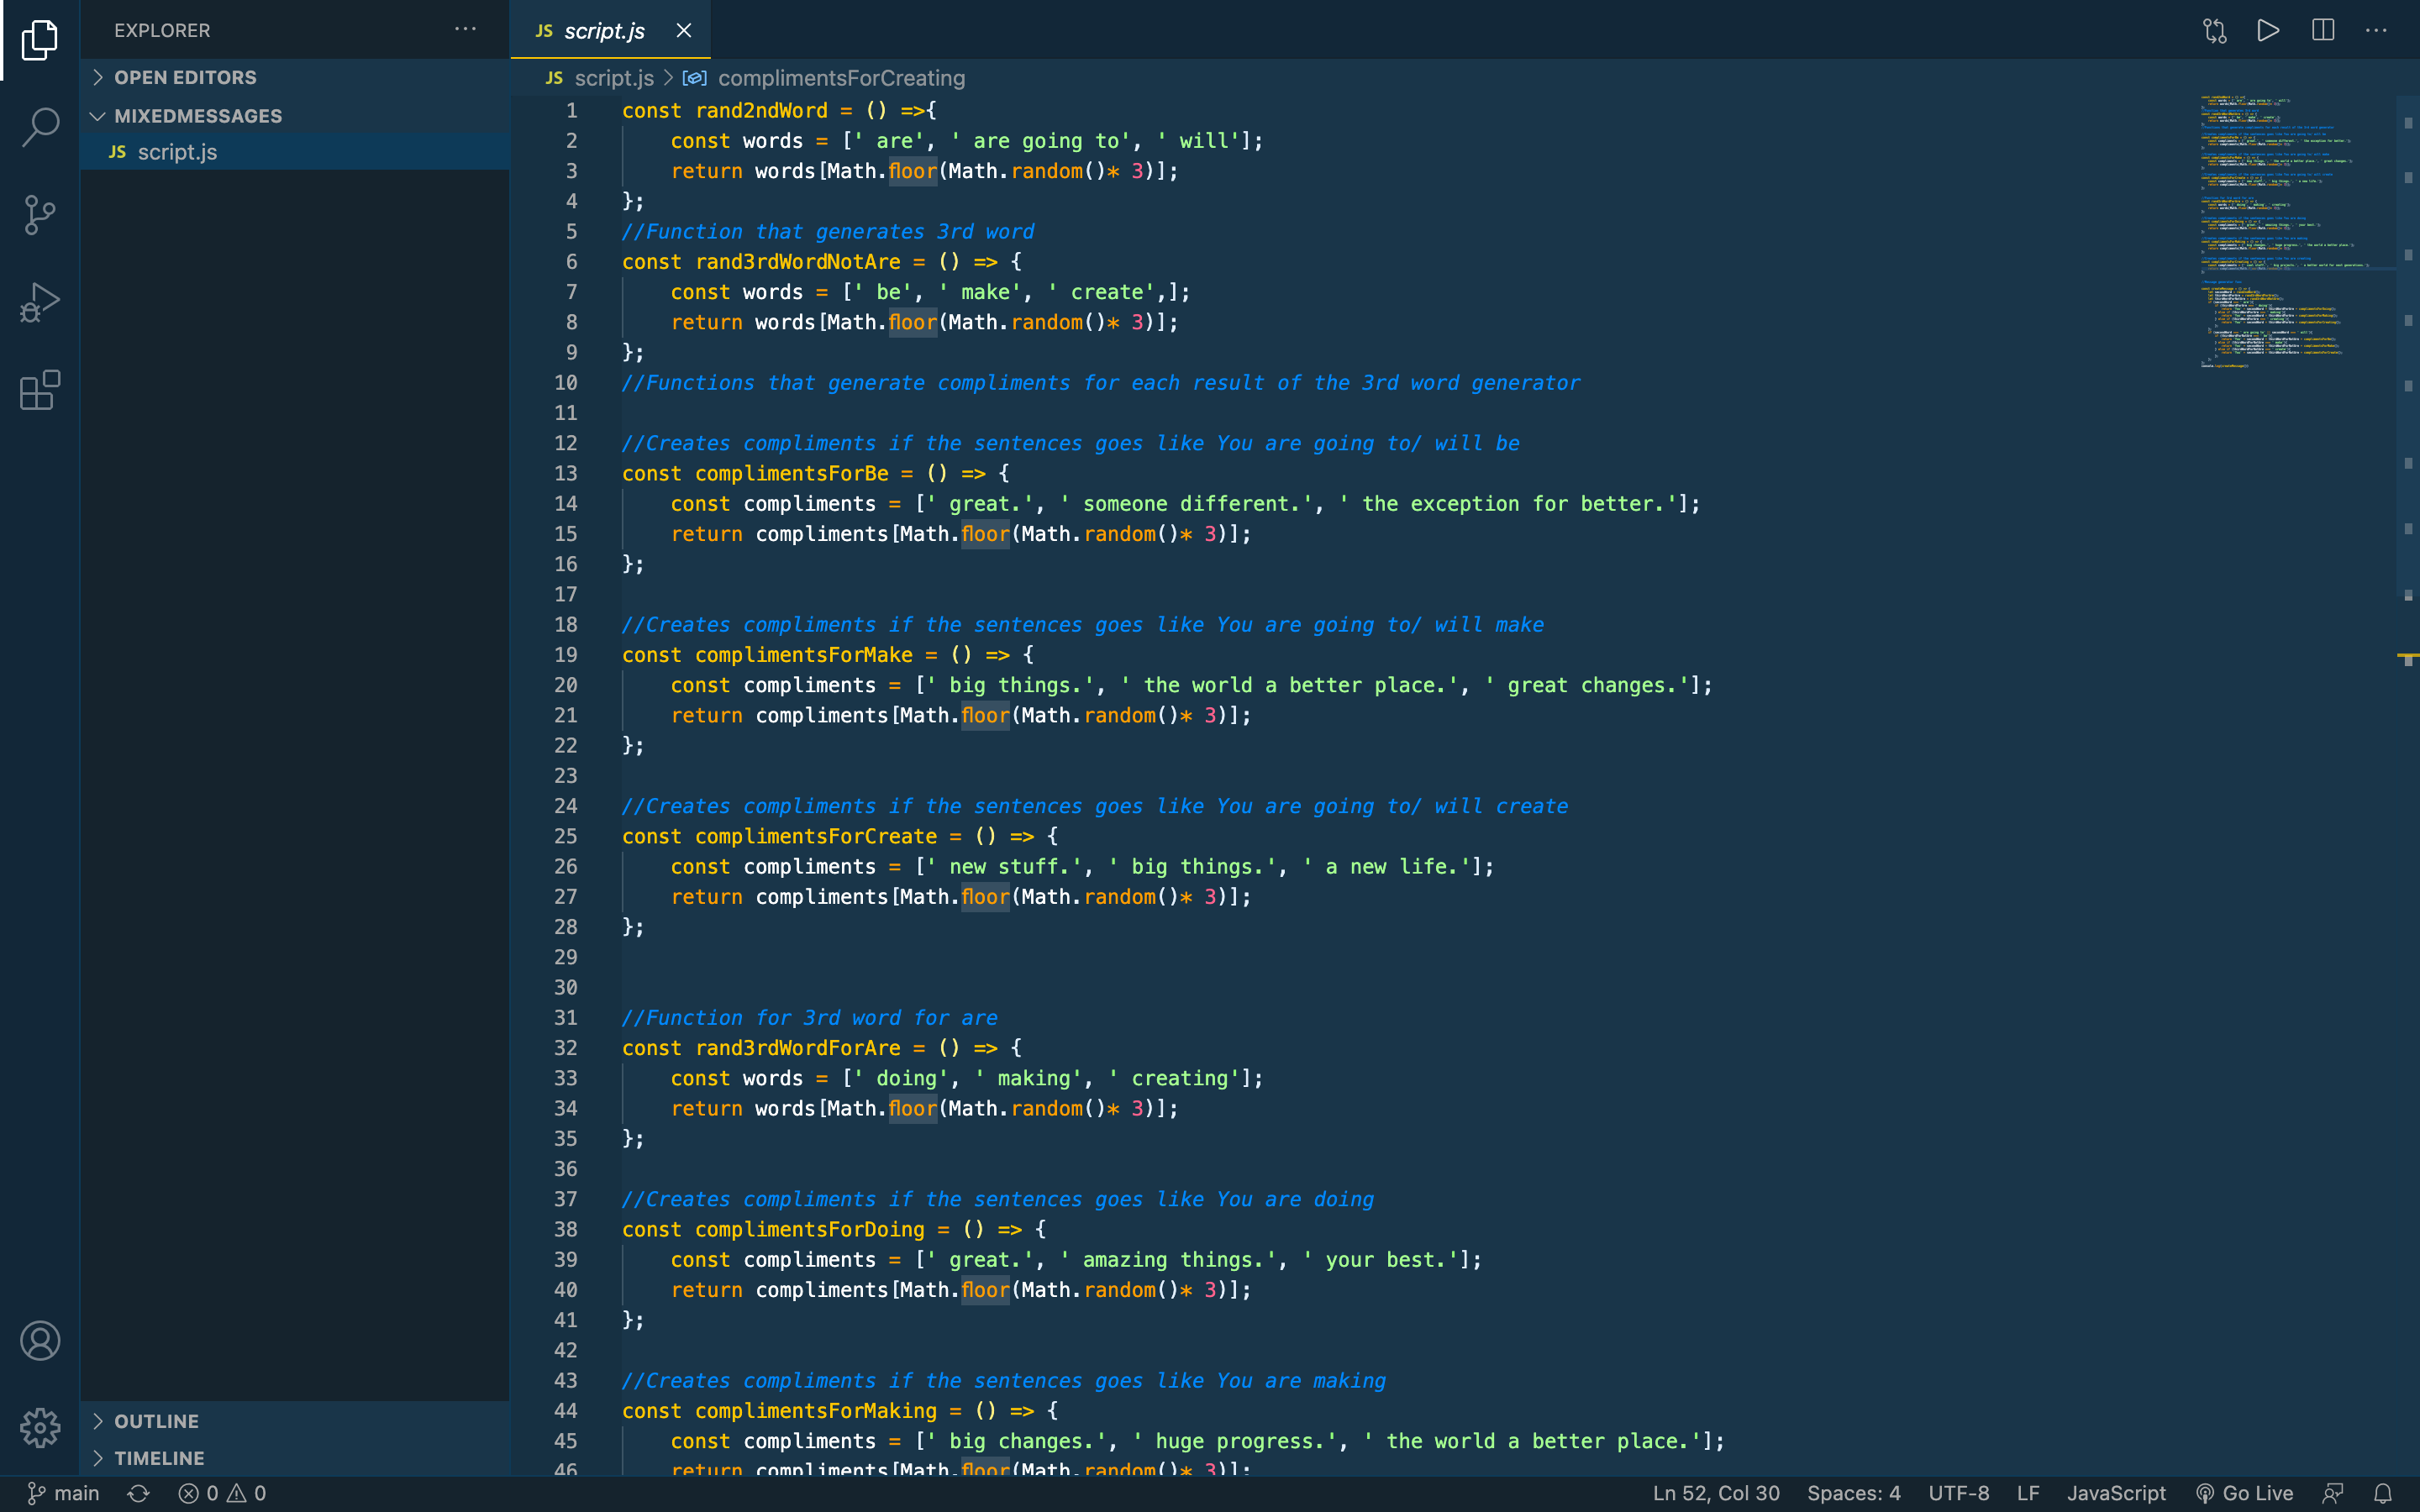 EXPLORER
OPEN EDITORS
MIXEDMESSAGES
JS script.js
OUTLINE
TIMELINE
JS script.js
JS script.js > complimentsForCreating
1 const rand2ndWord = () =>{
2     const words = [' are', ' are going to', ' will'];
3     return words[Math.floor(Math.random()* 3)];
4 };
5 //Function that generates 3rd word
6 const rand3rdWordNotAre = () => {
7     const words = [' be', ' make', ' create',];
8     return words[Math.floor(Math.random()* 3)];
9 };
10 //Functions that generate compliments for each result of the 3rd word generator
11
12 //Creates compliments if the sentences goes like You are going to/ will be
13 const complimentsForBe = () => {
14     const compliments = [' great.', ' someone different.', ' the exception for better.'];
15     return compliments[Math.floor(Math.random()* 3)];
16 };
17
18 //Creates compliments if the sentences goes like You are going to/ will make
19 const complimentsForMake = () => {
20     const compliments = [' big things.', ' the world a better place.', ' great changes.'];
21     return compliments[Math.floor(Math.random()* 3)];
22 };
23
24 //Creates compliments if the sentences goes like You are going to/ will create
25 const complimentsForCreate = () => {
26     const compliments = [' new stuff.', ' big things.', ' a new life.'];
27     return compliments[Math.floor(Math.random()* 3)];
28 };
29
30
31 //Function for 3rd word for are
32 const rand3rdWordForAre = () => {
33     const words = [' doing', ' making', ' creating'];
34     return words[Math.floor(Math.random()* 3)];
35 };
36
37 //Creates compliments if the sentences goes like You are doing
38 const complimentsForDoing = () => {
39     const compliments = [' great.', ' amazing things.', ' your best.'];
40     return compliments[Math.floor(Math.random()* 3)];
41 };
42
43 //Creates compliments if the sentences goes like You are making
44 const complimentsForMaking = () => {
45     const compliments = [' big changes.', ' huge progress.', ' the world a better place.'];
46     return compliments[Math.floor(Math.random()* 3)];
main 0 0 Ln 52, Col 30 Spaces: 4 UTF-8 LF JavaScript Go Live